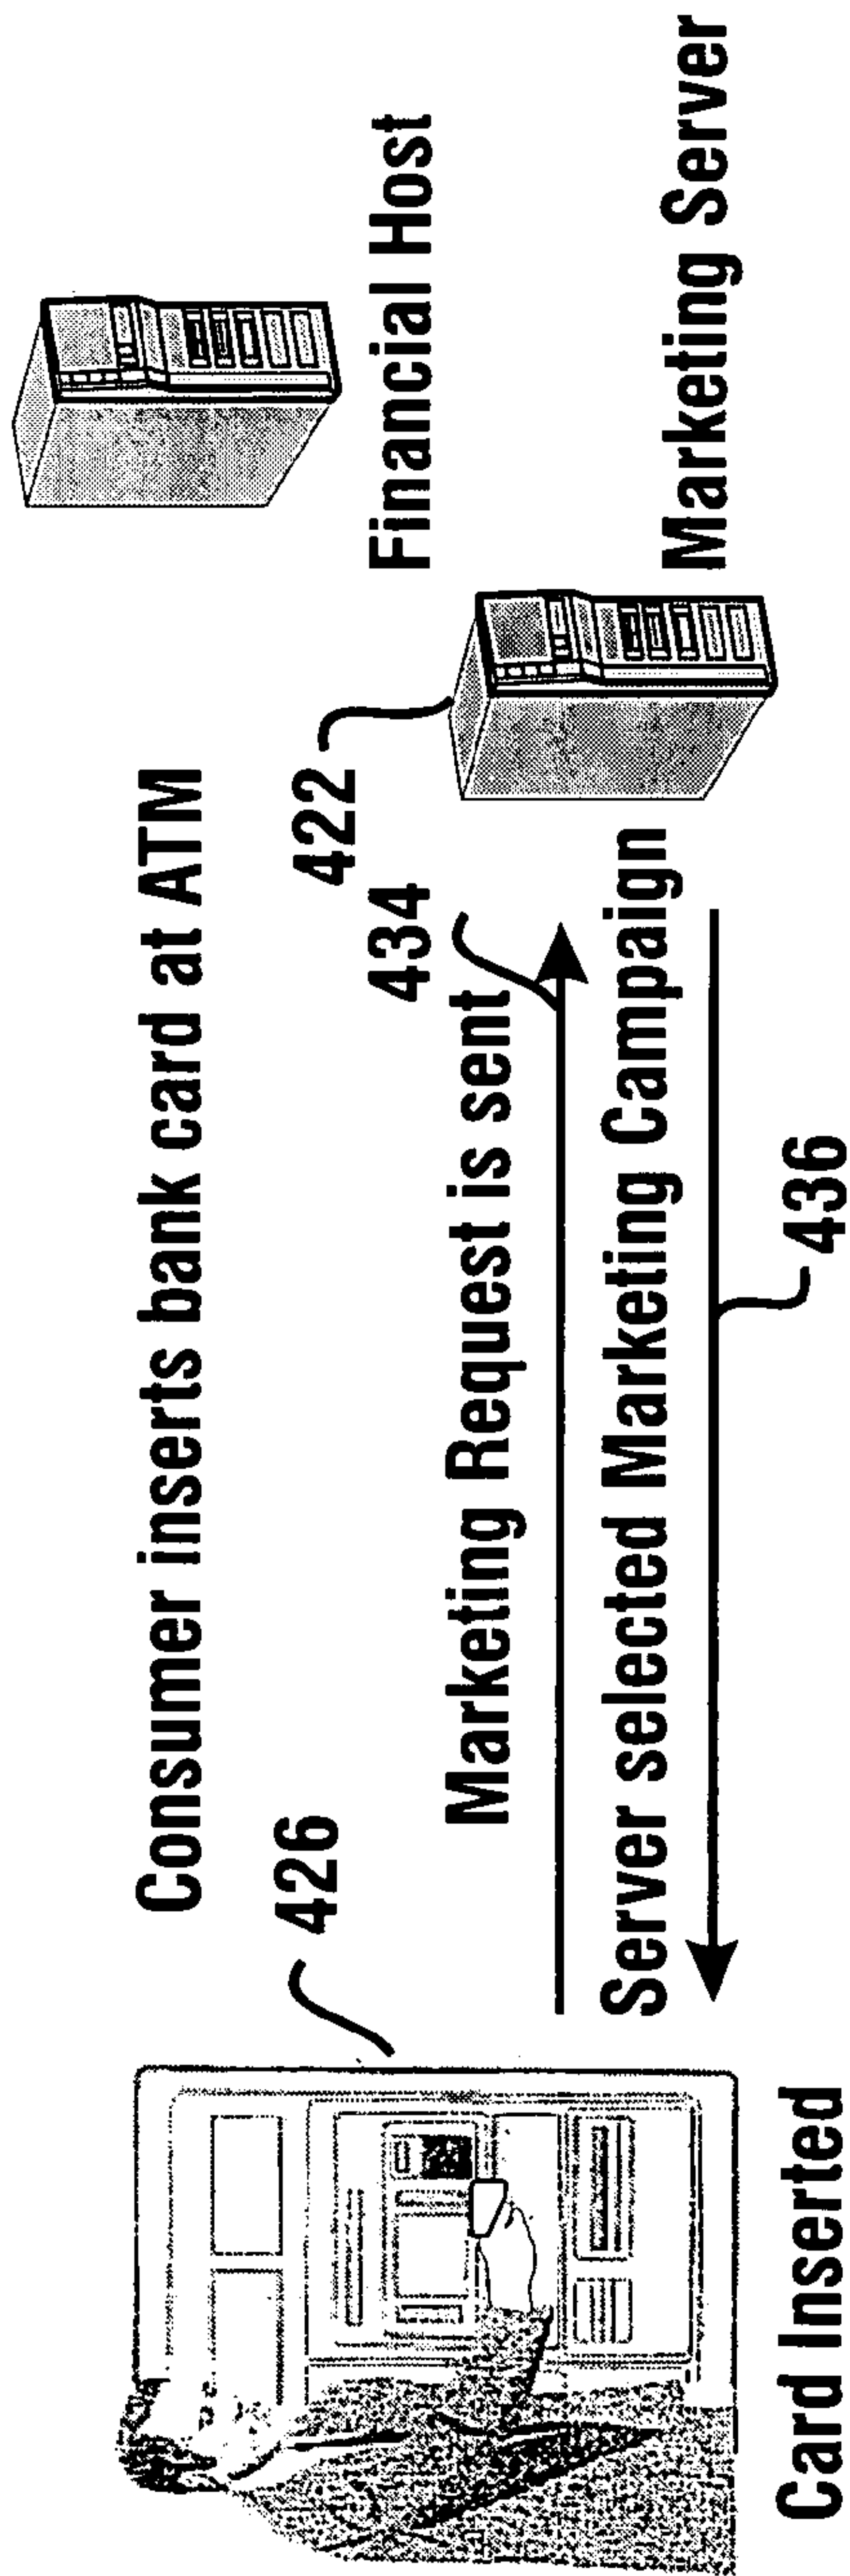 Consumer inserts bank card at ATM
Financial Host
426
422
434
Marketing Request is sent
Server selected Marketing Campaign
Marketing Server
436
Card Inserted